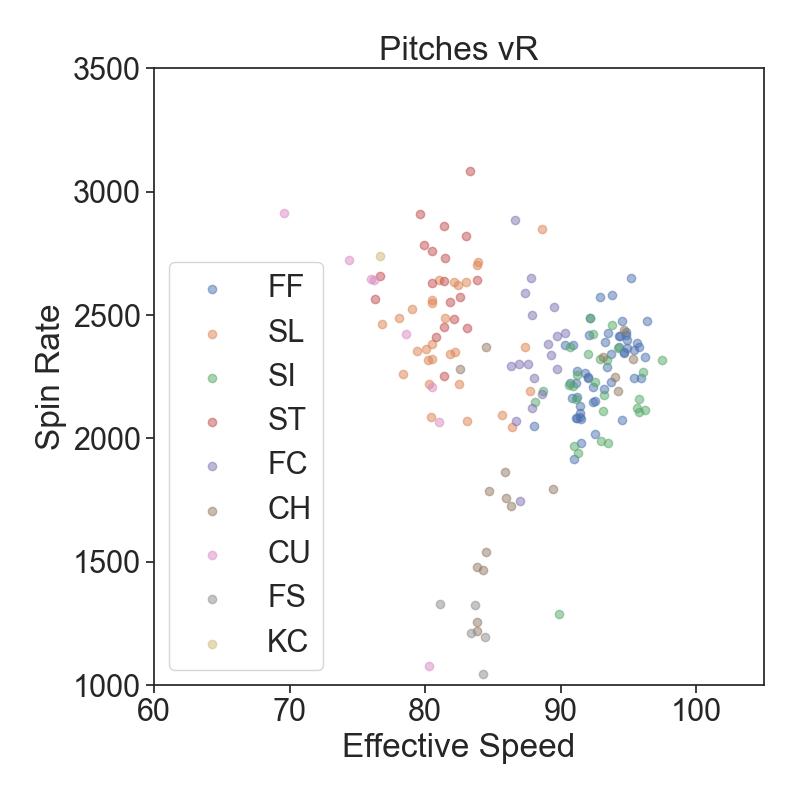 Pitches vR
3500
3000
2500
2000
1500
1000
Spin Rate
FF
SL
SI
ST
FC
CH
CU
FS
KC
60 70 80 90 100
Effective Speed